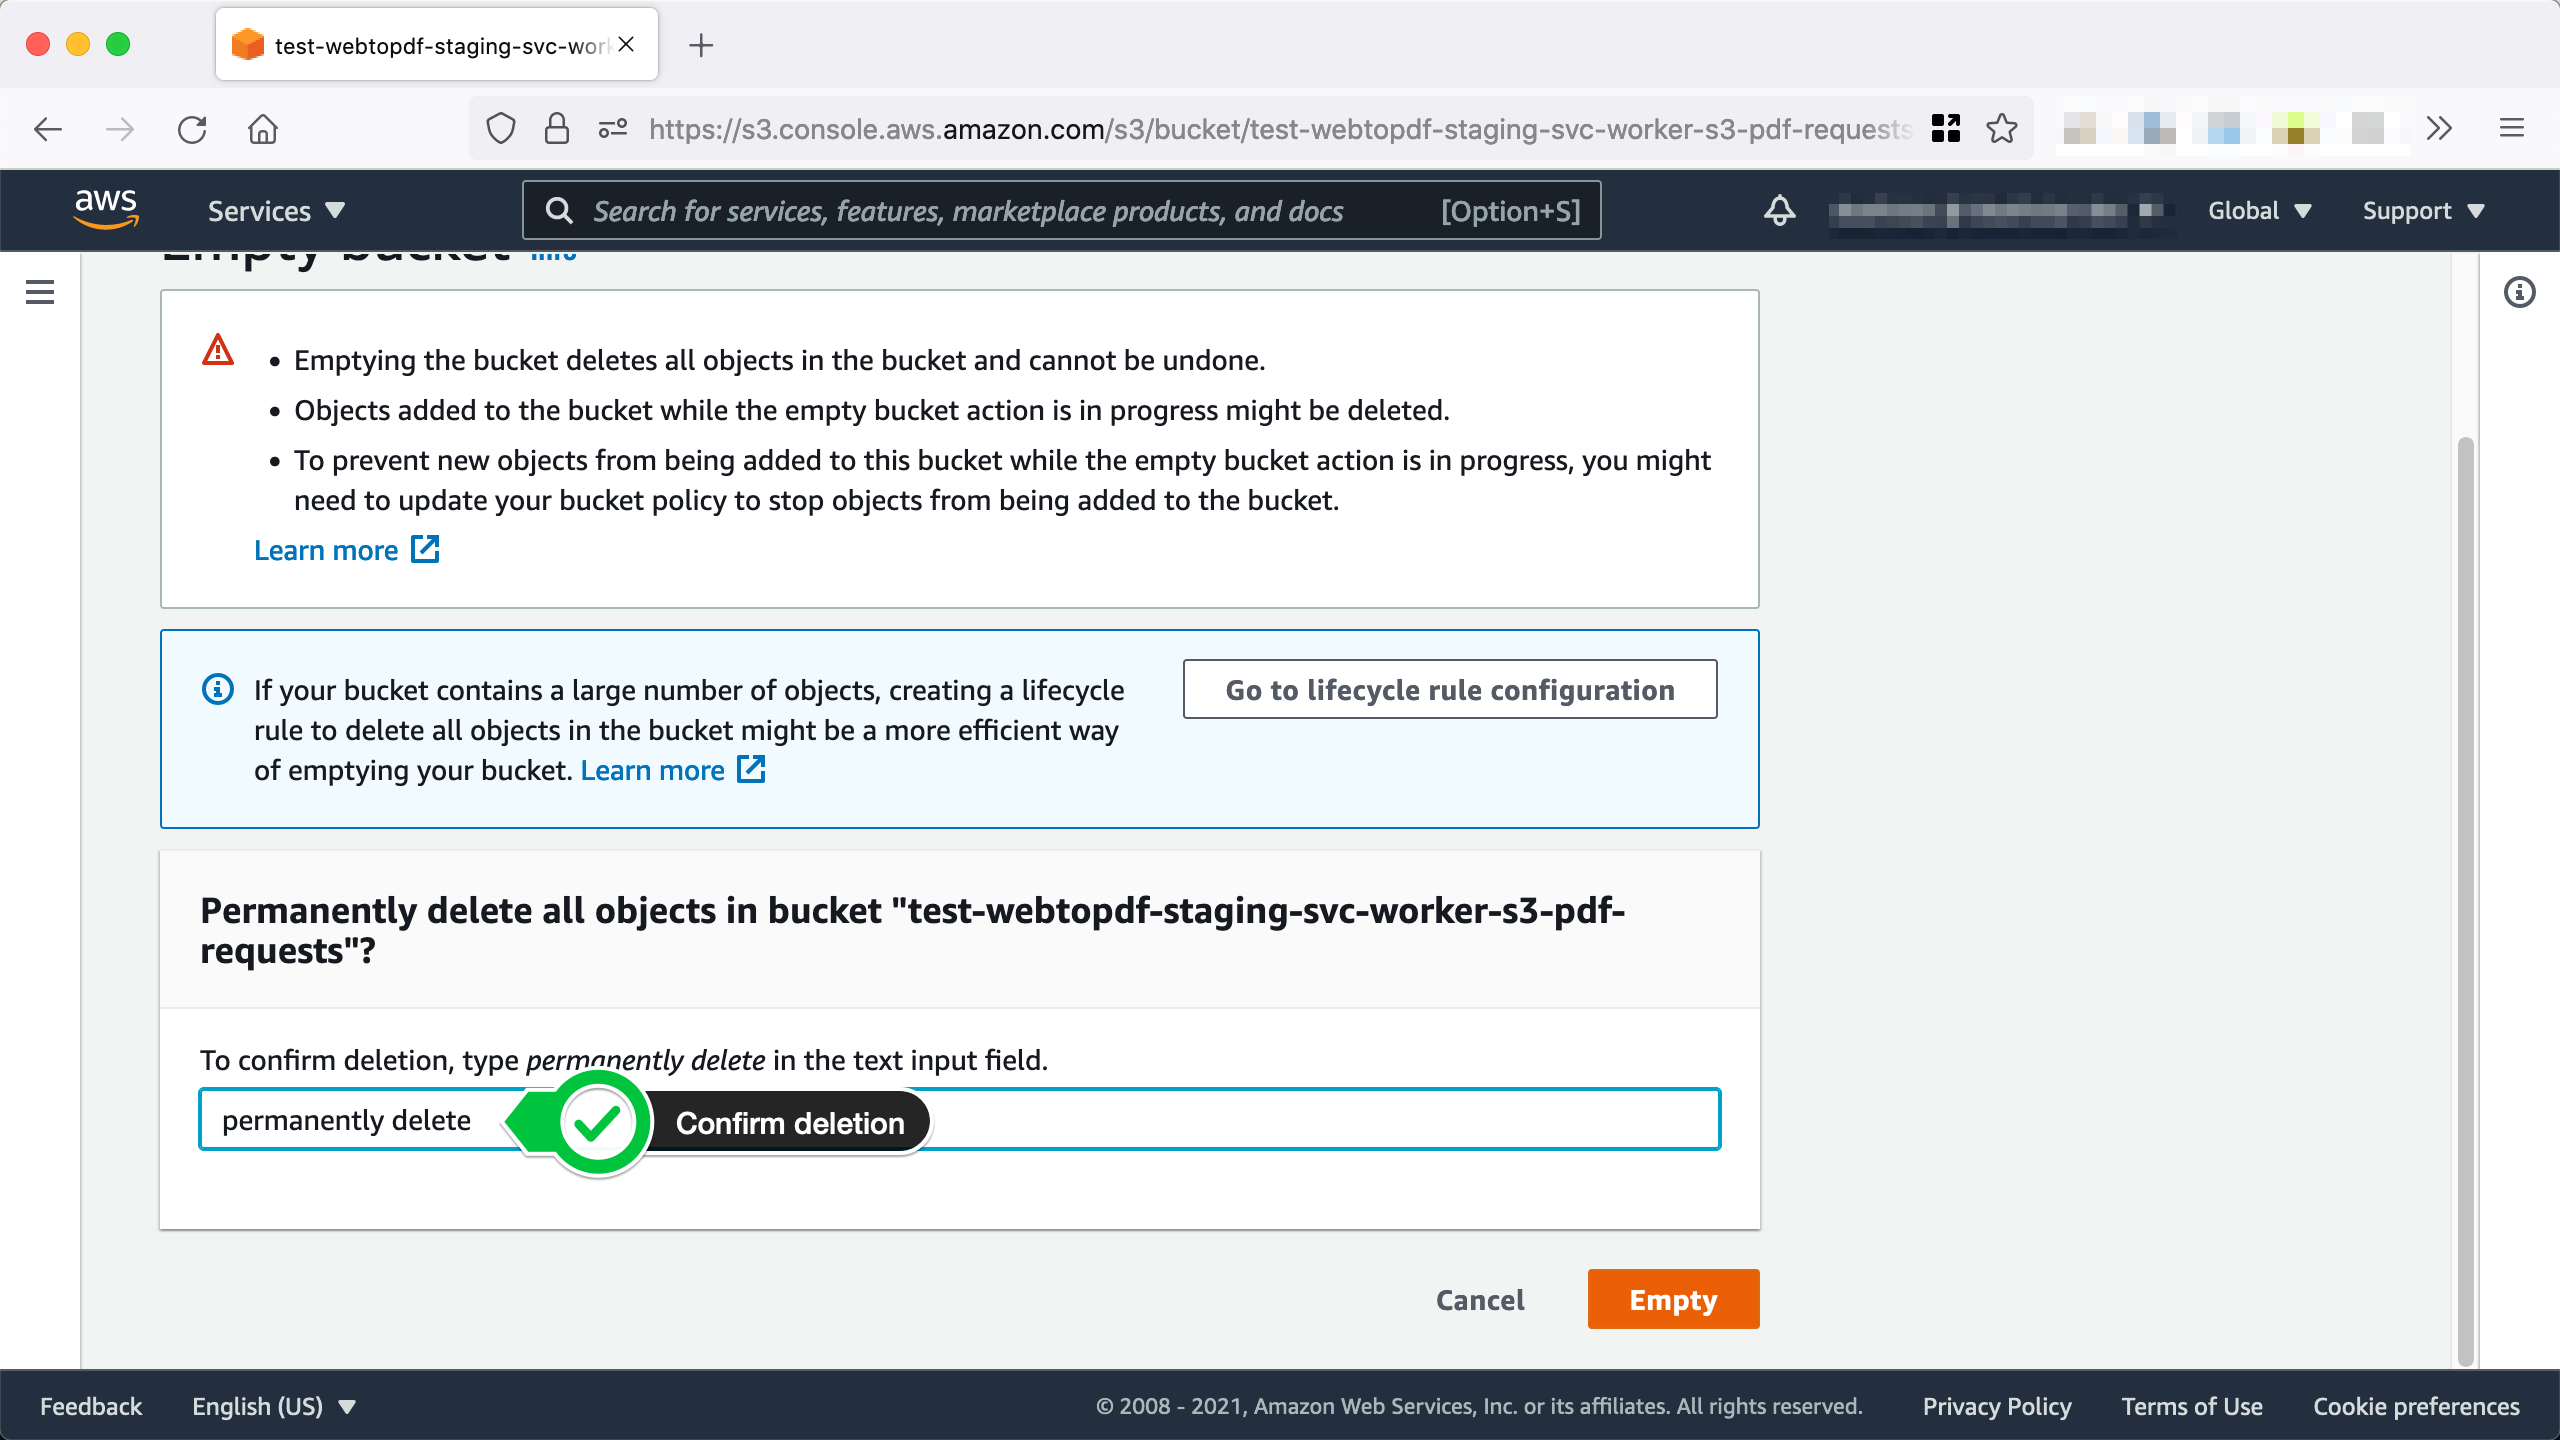 test-webtopdf-staging-svc-work
https://s3.console.aws.amazon.com/s3/bucket/test-webtopdf-staging-svc-worker-s3-pdf-requests
aws
Services
Search for services, features, marketplace products, and docs
[Option+S]
Global
Support
Empty bucket Info
• Emptying the bucket deletes all objects in the bucket and cannot be undone.
• Objects added to the bucket while the empty bucket action is in progress might be deleted.
• To prevent new objects from being added to this bucket while the empty bucket action is in progress, you might
need to update your bucket policy to stop objects from being added to the bucket.
Learn more
If your bucket contains a large number of objects, creating a lifecycle
rule to delete all objects in the bucket might be a more efficient way
of emptying your bucket. Learn more
Go to lifecycle rule configuration
Permanently delete all objects in bucket "test-webtopdf-staging-svc-worker-s3-pdf-
requests"?
To confirm deletion, type permanently delete in the text input field.
permanently delete
Confirm deletion
Cancel
Empty
Feedback
English (US)
© 2008 - 2021, Amazon Web Services, Inc. or its affiliates. All rights reserved.
Privacy Policy
Terms of Use
Cookie preferences